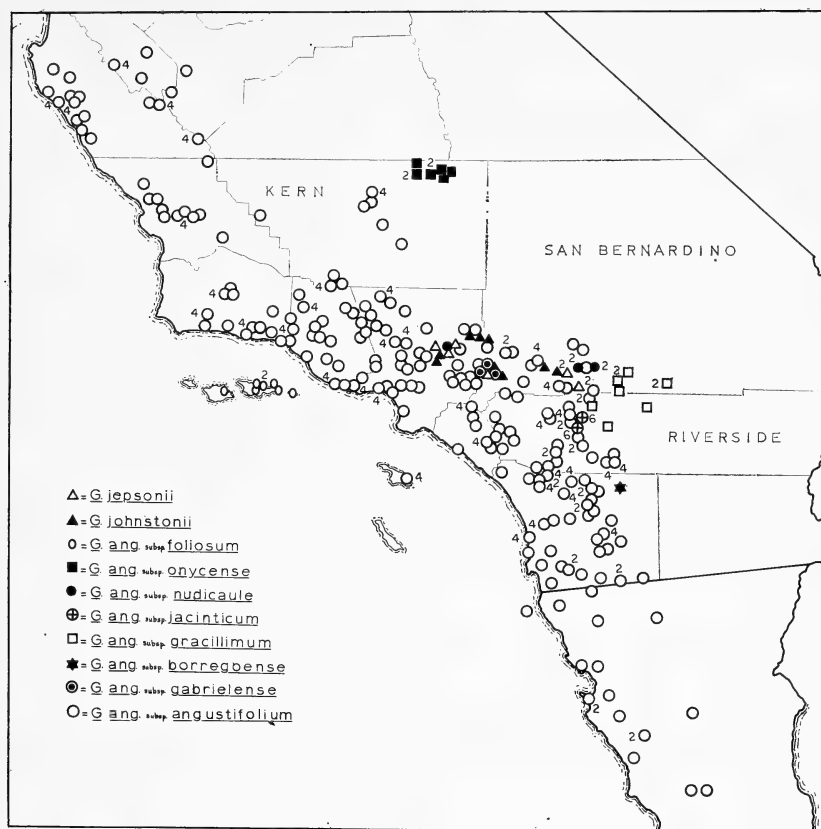 KERN
SAN BERNARDINO
RIVERSIDE
△ = G. jepsonii
▲ = G. johnstonii
○ = G. ang. subsp. foliosum
■ = G. ang. subsp. onycense
● = G. ang. subsp. nudicaule
⊕ = G. ang. subsp. jacinticum
□ = G. ang. subsp. gracillimum
✶ = G. ang. subsp. borregoense
◉ = G. ang. subsp. gabrielense
○ = G. ang. subsp. angustifolium